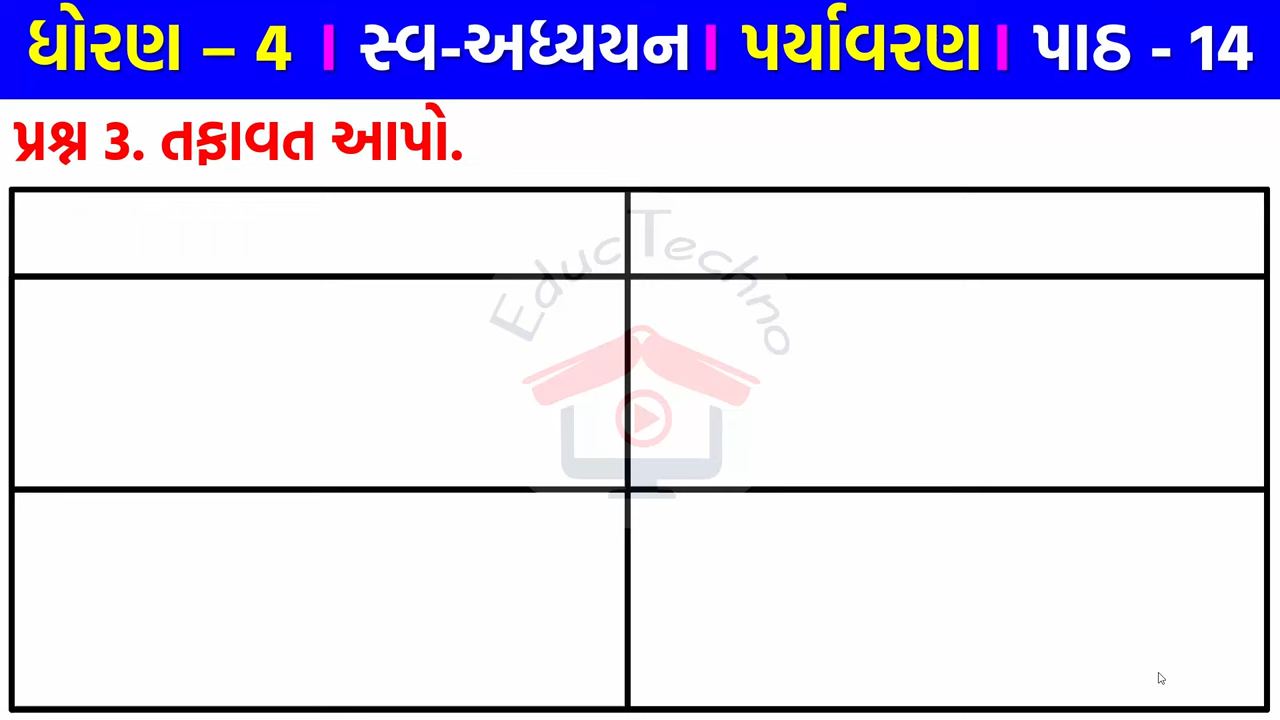 ધોરણ – 4 । સ્વ-અધ્યયન । પર્યાવરણ । પાઠ - 14
પ્રશ્ન 3. તફાવત આપો.
EducTechno